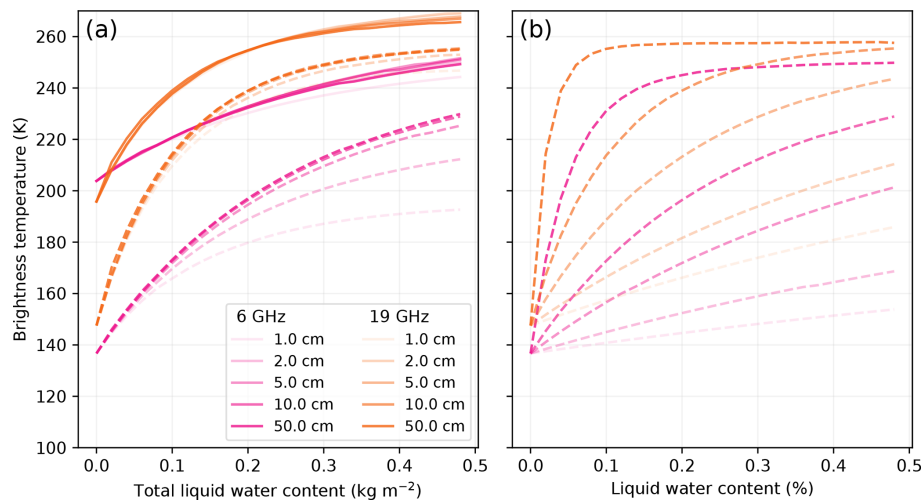 (a)
(b)
Brightness temperature (K)
260
240
220
200
180
160
140
120
100
6 GHz 19 GHz
1.0 cm 1.0 cm
2.0 cm 2.0 cm
5.0 cm 5.0 cm
10.0 cm 10.0 cm
50.0 cm 50.0 cm
0.0 0.1 0.2 0.3 0.4 0.5
0.0 0.1 0.2 0.3 0.4 0.5
Total liquid water content (kg m⁻²)
Liquid water content (%)